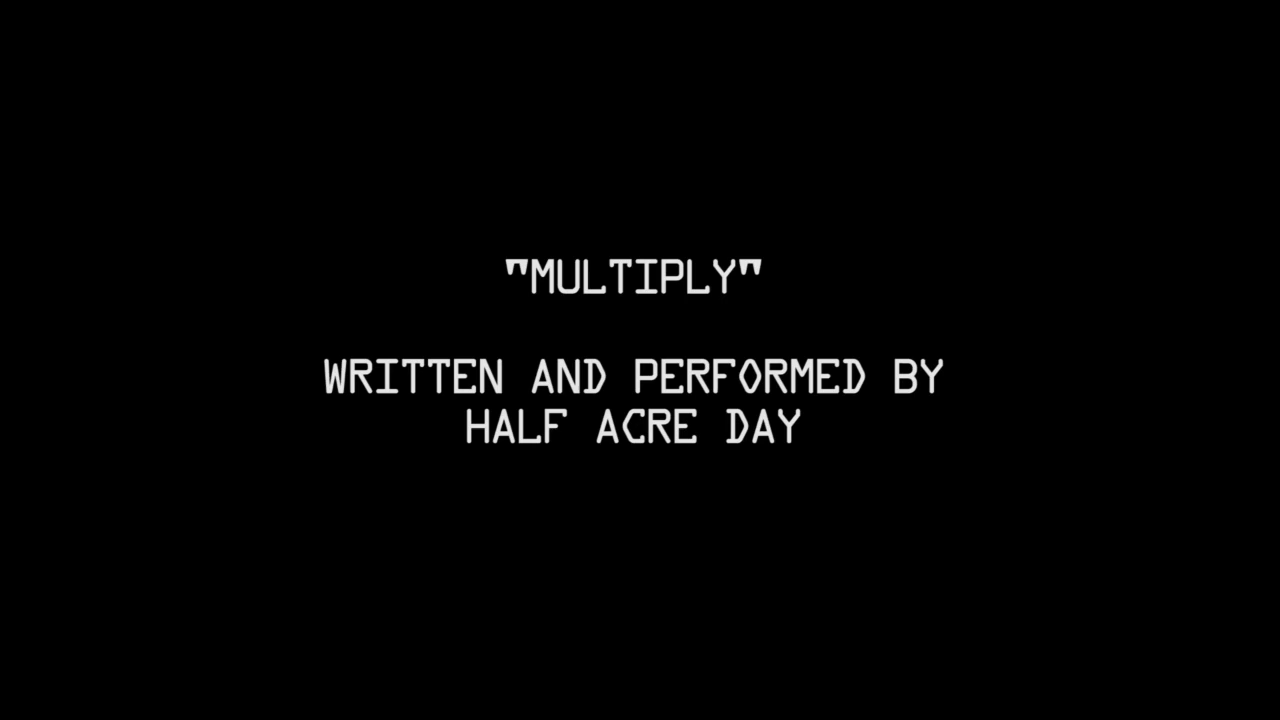 "MULTIPLY"
WRITTEN AND PERFORMED BY
HALF ACRE DAY